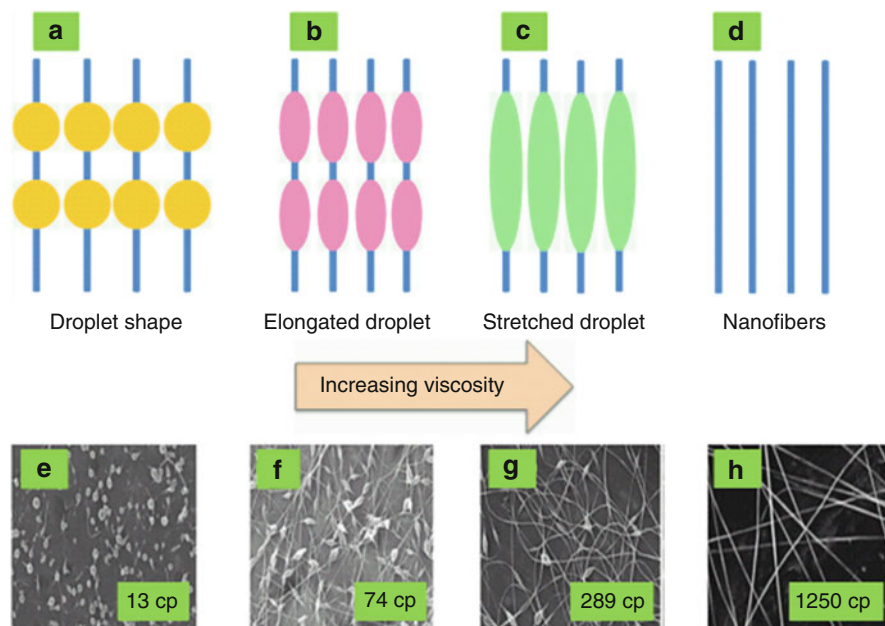 a
b
c
d
Droplet shape
Elongated droplet
Stretched droplet
Nanofibers
Increasing viscosity
e
f
g
h
13 cp
74 cp
289 cp
1250 cp